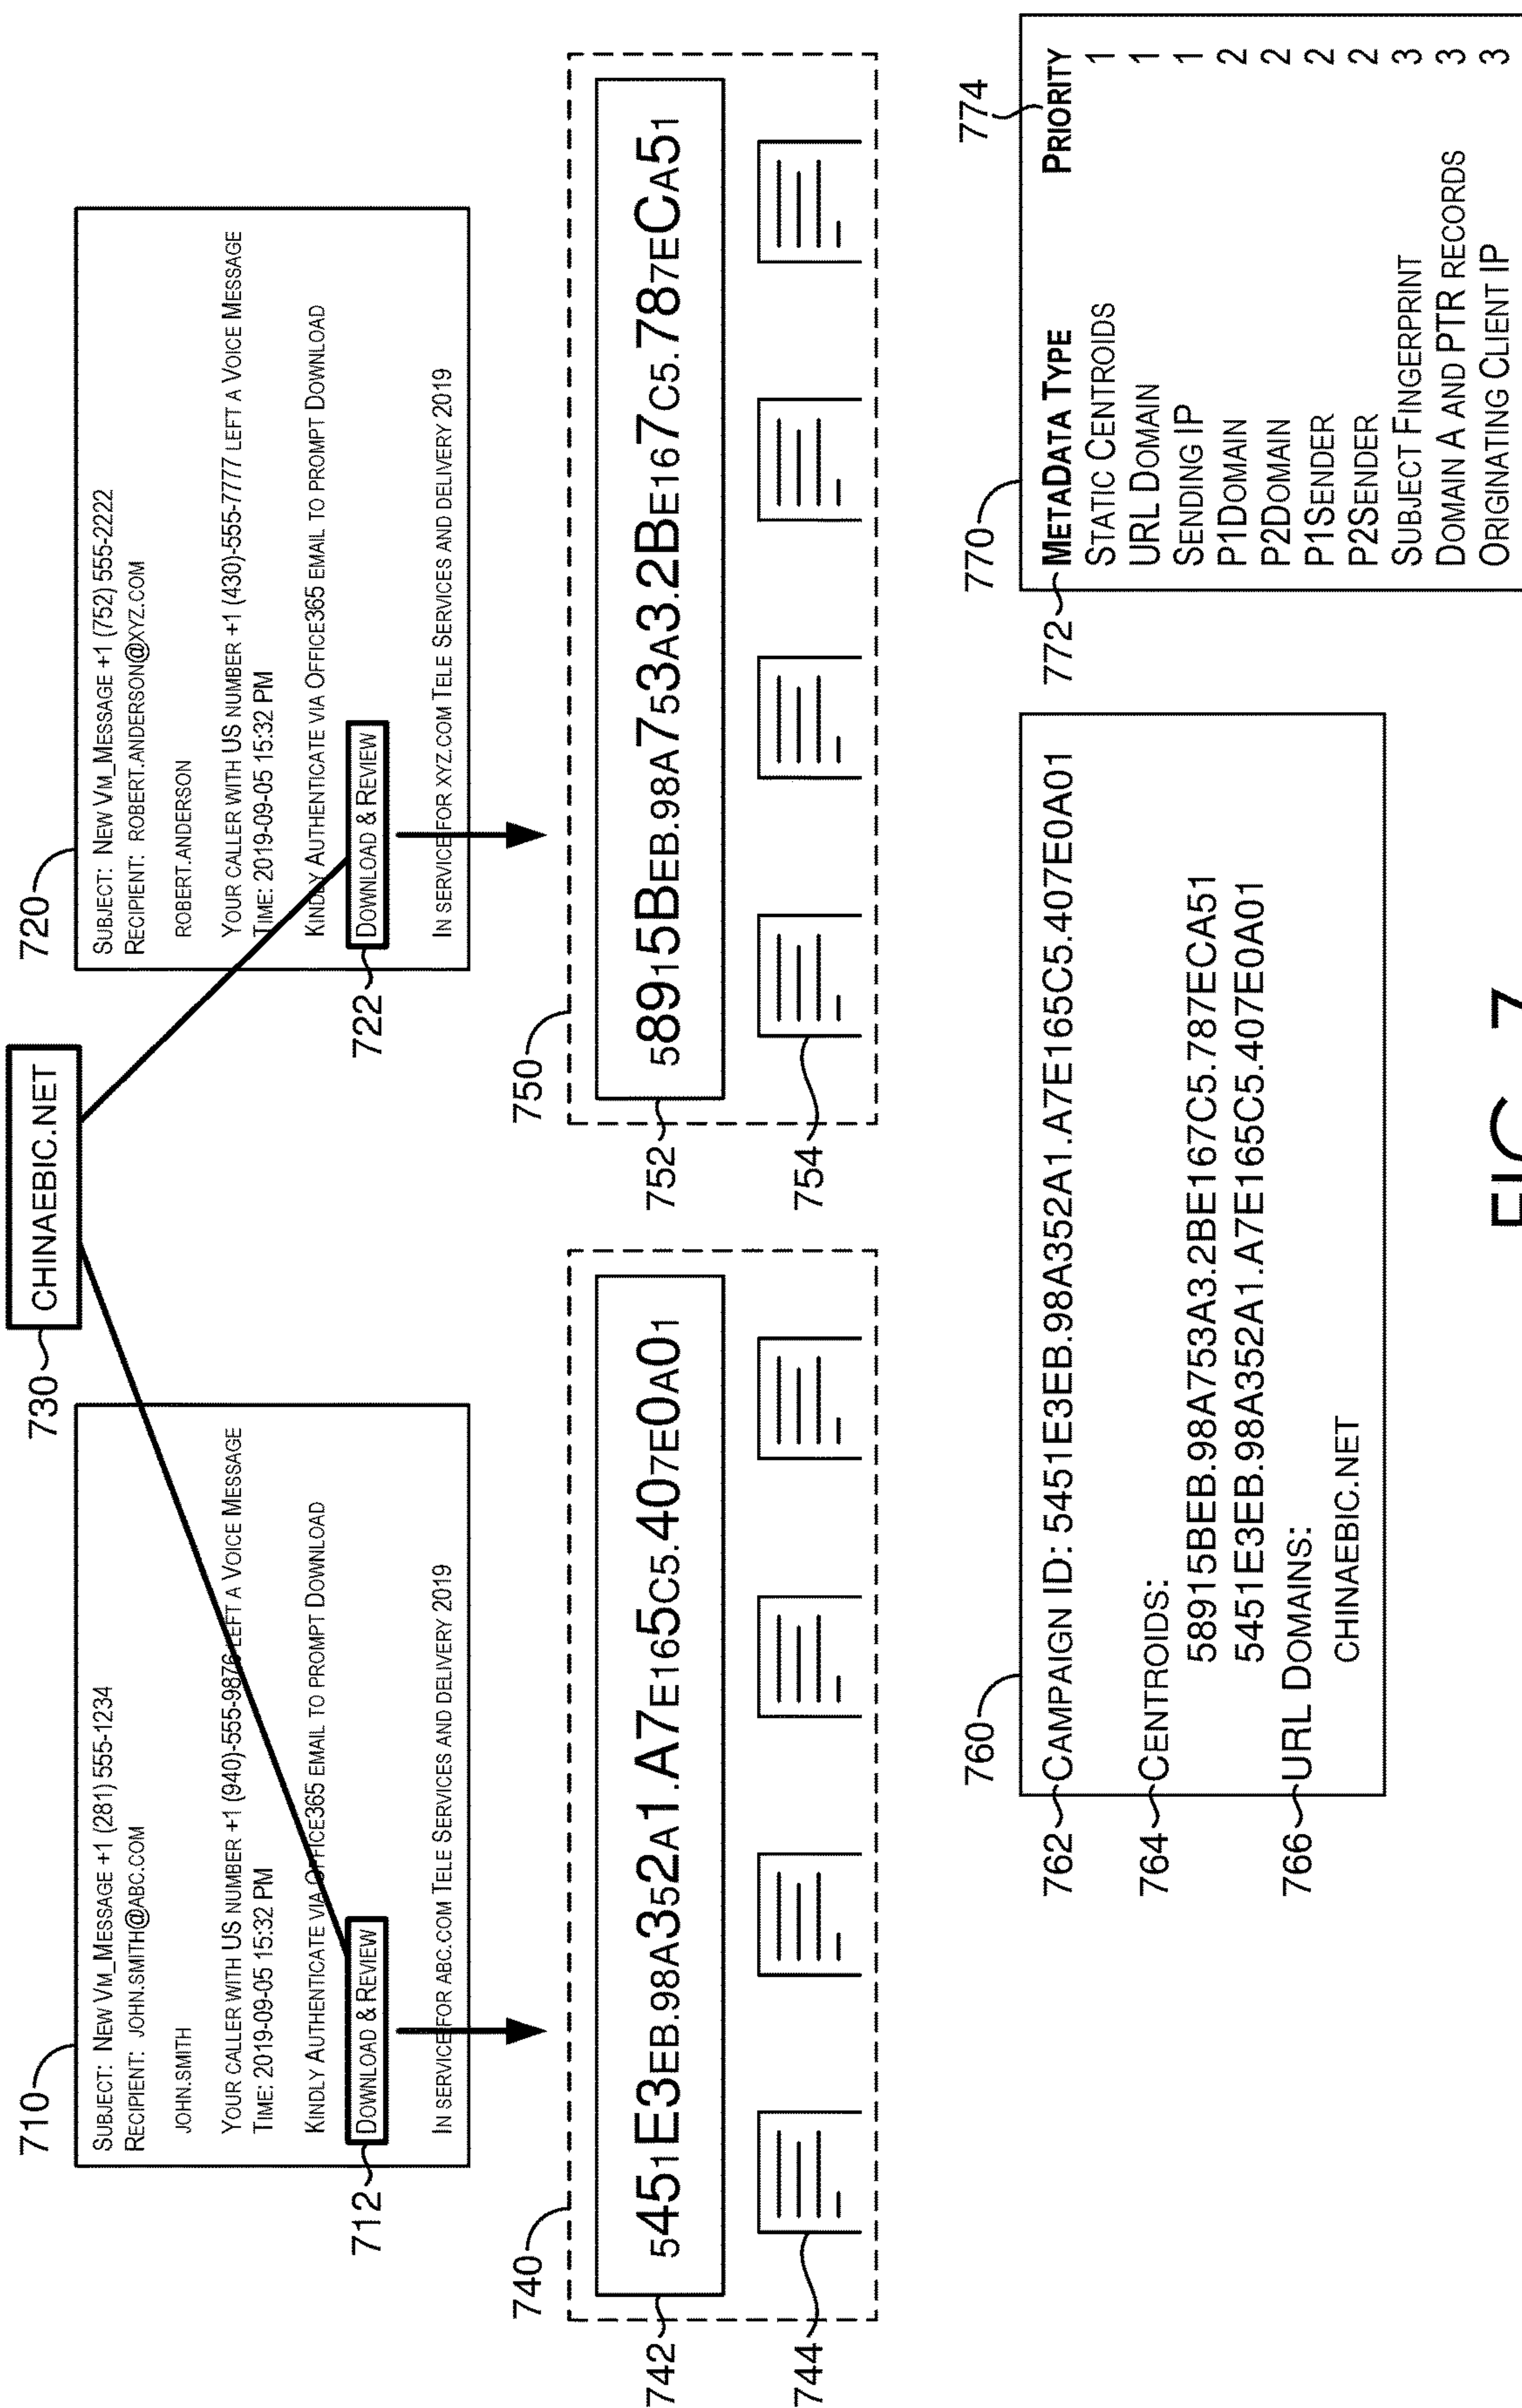 730
CHINAEBIC.NET
710
SUBJECT: NEW VM_MESSAGE +1 (281) 555-1234
RECIPIENT: JOHN.SMITH@ABC.COM
JOHN.SMITH
YOUR CALLER WITH US NUMBER +1 (940)-555-9876 LEFT A VOICE MESSAGE
TIME: 2019-09-05 15:32 PM
KINDLY AUTHENTICATE VIA OFFICE365 EMAIL TO PROMPT DOWNLOAD
712
DOWNLOAD & REVIEW
IN SERVICE FOR ABC.COM TELE SERVICES AND DELIVERY 2019
720
SUBJECT: NEW VM_MESSAGE +1 (752) 555-2222
RECIPIENT: ROBERT.ANDERSON@XYZ.COM
ROBERT.ANDERSON
YOUR CALLER WITH US NUMBER +1 (430)-555-7777 LEFT A VOICE MESSAGE
TIME: 2019-09-05 15:32 PM
KINDLY AUTHENTICATE VIA OFFICE365 EMAIL TO PROMPT DOWNLOAD
722
DOWNLOAD & REVIEW
IN SERVICE FOR XYZ.COM TELE SERVICES AND DELIVERY 2019
740
742
5451E3EB.98A352A1.A7E165C5.407E0A01
744
750
752
58915BEB.98A753A3.2BE167C5.787ECA51
754
760
762
CAMPAIGN ID: 5451E3EB.98A352A1.A7E165C5.407E0A01
764
CENTROIDS:
58915BEB.98A753A3.2BE167C5.787ECA51
5451E3EB.98A352A1.A7E165C5.407E0A01
766
URL DOMAINS:
CHINAEBIC.NET
770
774
772
METADATA TYPE PRIORITY
STATIC CENTROIDS 1
URL DOMAIN 1
SENDING IP 1
P1DOMAIN 2
P2DOMAIN 2
P1SENDER 2
P2SENDER 2
SUBJECT FINGERPRINT 3
DOMAIN A AND PTR RECORDS 3
ORIGINATING CLIENT IP 3